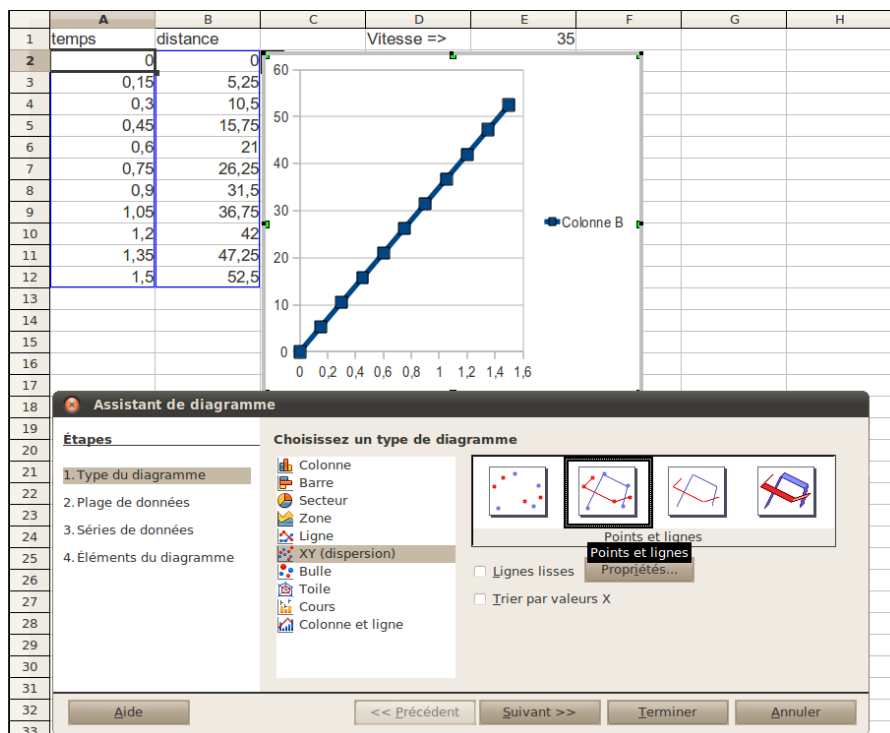 A B C D E F G H
1 temps distance Vitesse => 35
2 0 0
3 0,15 5,25
4 0,3 10,5
5 0,45 15,75
6 0,6 21
7 0,75 26,25
8 0,9 31,5
9 1,05 36,75
10 1,2 42
11 1,35 47,25
12 1,5 52,5
13
14
15
16
17
18
19
20
21
22
23
24
25
26
27
28
29
30
31
32
33
60
50
40
30
20
10
0
0 0,2 0,4 0,6 0,8 1 1,2 1,4 1,6
Colonne B
Assistant de diagramme
Étapes
1. Type du diagramme
2. Plage de données
3. Séries de données
4. Éléments du diagramme
Choisissez un type de diagramme
Colonne
Barre
Secteur
Zone
Ligne
XY (dispersion)
Bulle
Toile
Cours
Colonne et ligne
Points et lignes
Points et lignes
Lignes lisses Propriétés...
Trier par valeurs X
Aide << Précédent Suivant >> Terminer Annuler